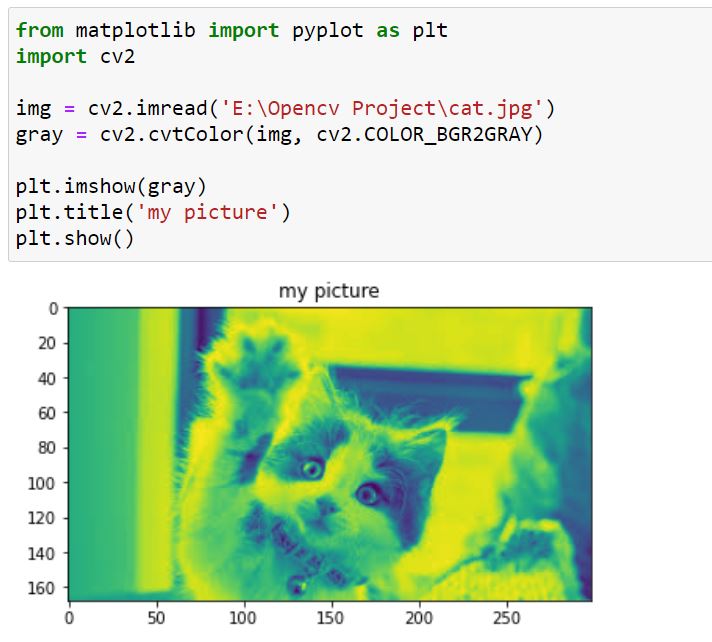 from matplotlib import pyplot as plt
import cv2
img = cv2.imread('E:\Opencv Project\cat.jpg')
gray = cv2.cvtColor(img, cv2.COLOR_BGR2GRAY)
plt.imshow(gray)
plt.title('my picture')
plt.show()
my picture
0
20
40
60
80
100
120
140
160
0 50 100 150 200 250